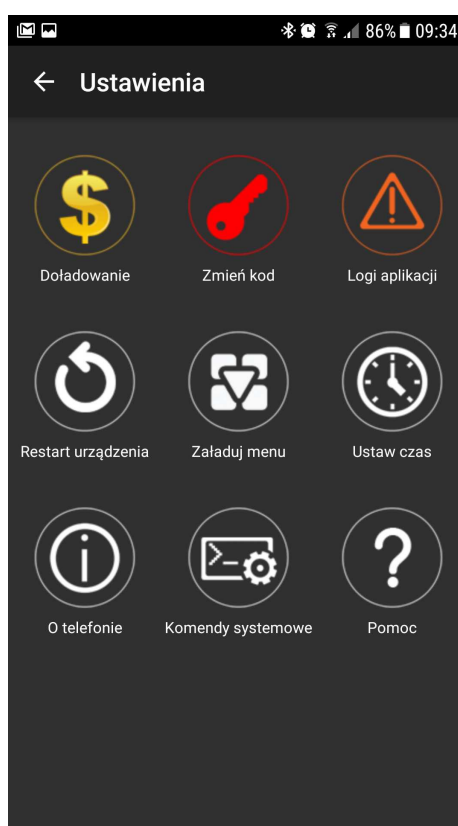 86% 09:34
Ustawienia
Doładowanie Zmień kod Logi aplikacji
Restart urządzenia Załaduj menu Ustaw czas
O telefonie Komendy systemowe Pomoc